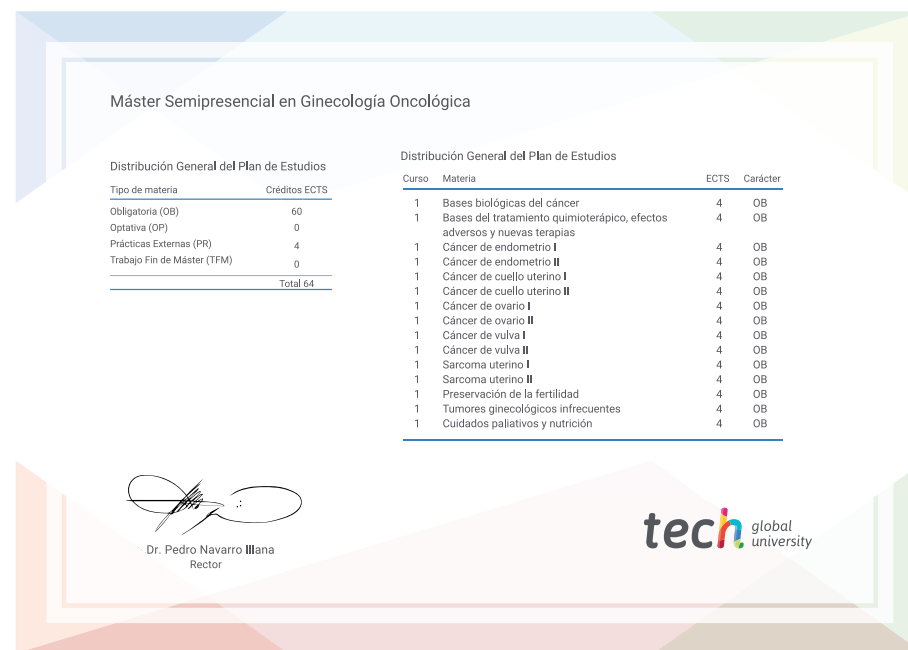 Máster Semipresencial en Ginecología Oncológica
Distribución General del Plan de Estudios
Tipo de materia Créditos ECTS
Obligatoria (OB) 60
Optativa (OP) 0
Prácticas Externas (PR) 4
Trabajo Fin de Máster (TFM) 0
Total 64
Distribución General del Plan de Estudios
Curso Materia ECTS Carácter
1 Bases biológicas del cáncer 4 OB
1 Bases del tratamiento quimioterápico, efectos 4 OB
adversos y nuevas terapias
1 Cáncer de endometrio I 4 OB
1 Cáncer de endometrio II 4 OB
1 Cáncer de cuello uterino I 4 OB
1 Cáncer de cuello uterino II 4 OB
1 Cáncer de ovario I 4 OB
1 Cáncer de ovario II 4 OB
1 Cáncer de vulva I 4 OB
1 Cáncer de vulva II 4 OB
1 Sarcoma uterino I 4 OB
1 Sarcoma uterino II 4 OB
1 Preservación de la fertilidad 4 OB
1 Tumores ginecológicos infrecuentes 4 OB
1 Cuidados paliativos y nutrición 4 OB
Dr. Pedro Navarro Illana
Rector
tech global
university